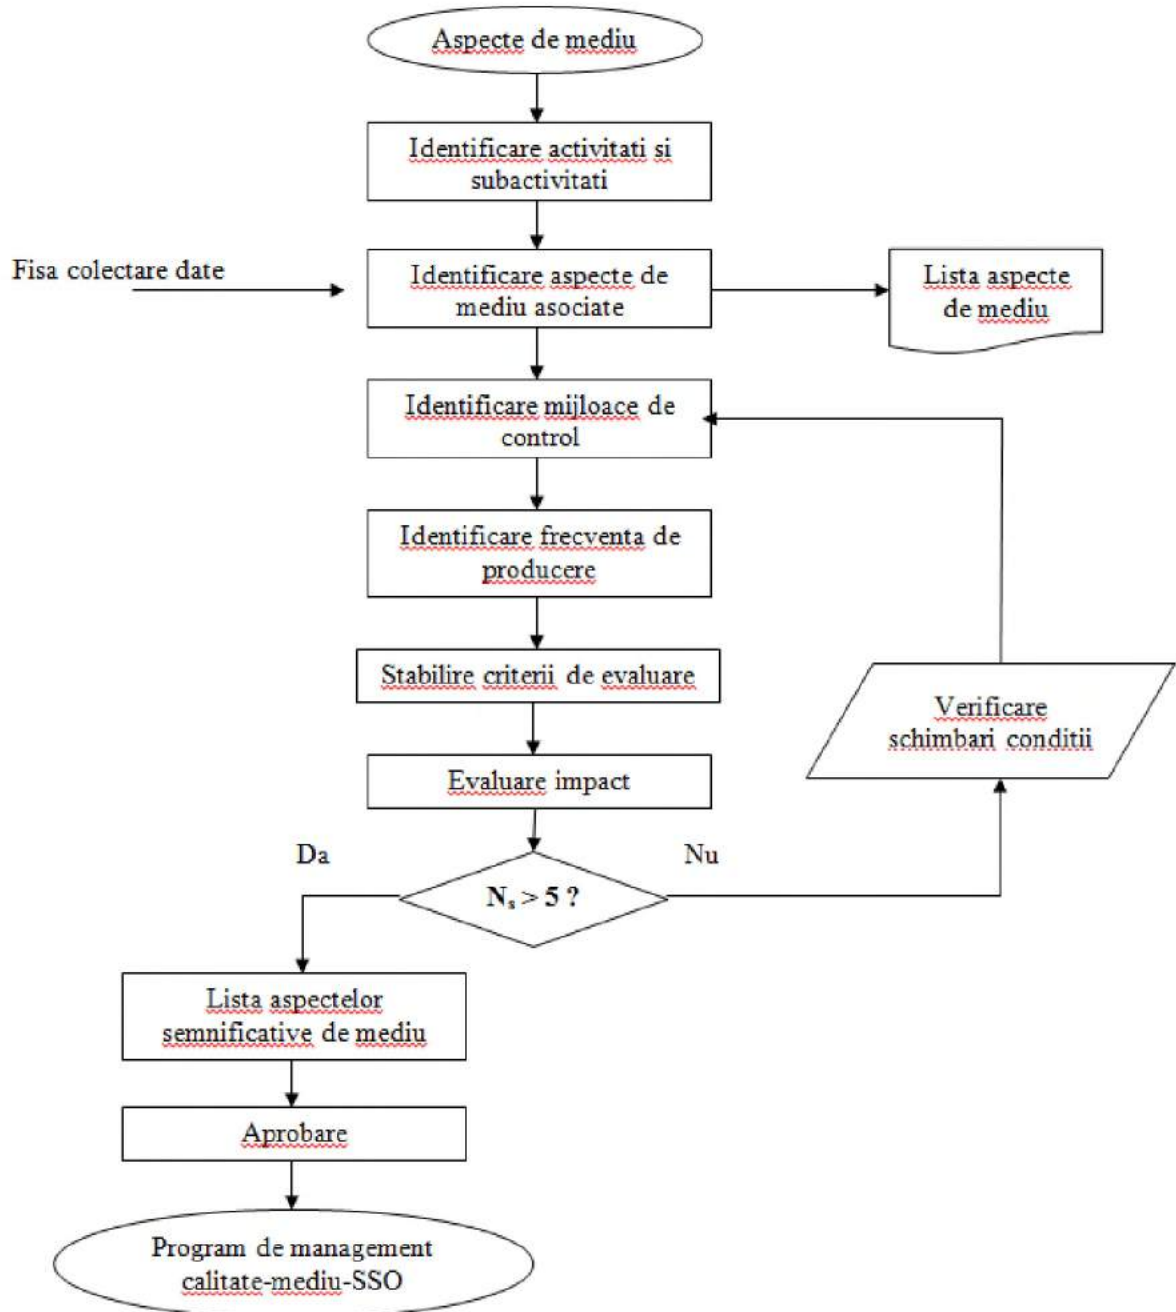 Aspecte de mediu
Identificare activitati si
subactivitati
Fisa colectare date
Identificare aspecte de
mediu asociate
Lista aspecte
de mediu
Identificare mijloace de
control
Identificare frecventa de
producere
Stabilire criterii de evaluare
Verificare
schimbari conditii
Evaluare impact
Da
Nu
Ns > 5 ?
Lista aspectelor
semnificative de mediu
Aprobare
Program de management
calitate-mediu-SSO